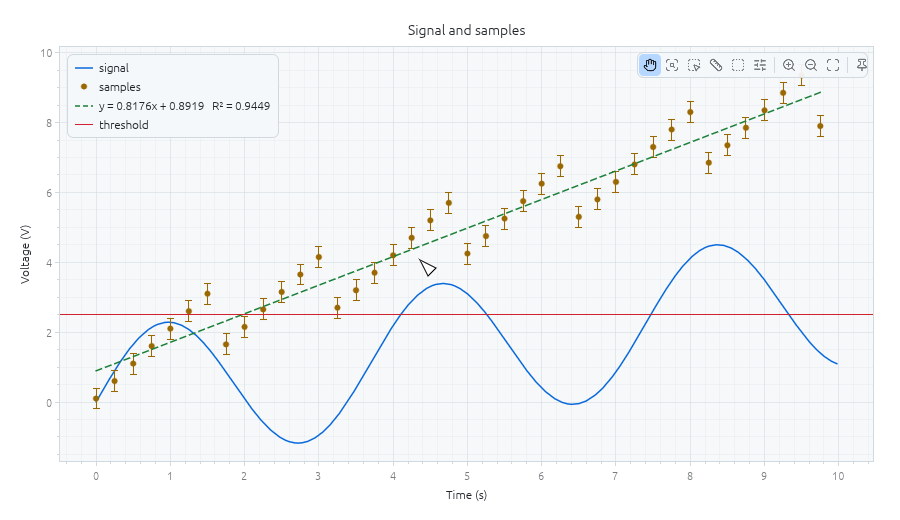 Signal and samples
signal
samples
y = 0.8176x + 0.8919   R² = 0.9449
threshold
Voltage (V)
10
8
6
4
2
0
0 1 2 3 4 5 6 7 8 9 10
Time (s)